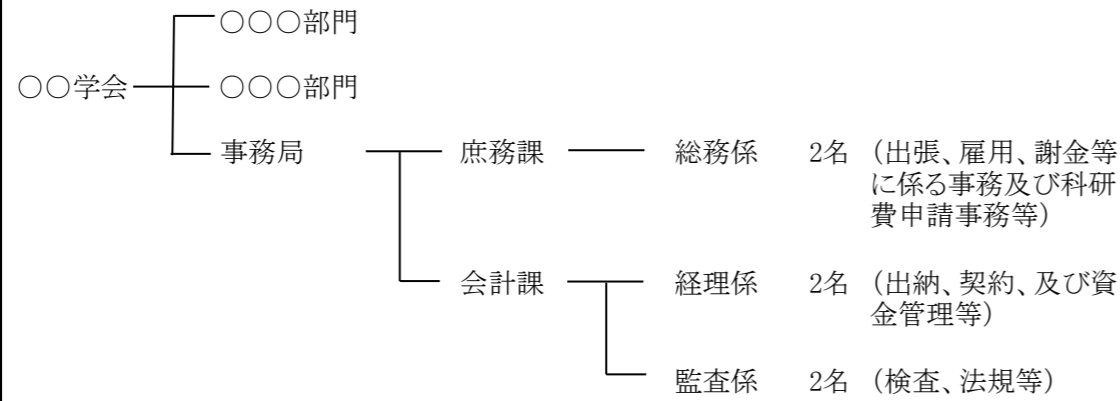 ○○○部門
○○学会 ○○○部門
事務局 庶務課 総務係 2名 (出張、雇用、謝金等
に係る事務及び科研
費申請事務等)
会計課 経理係 2名 (出納、契約、及び資
金管理等)
監査係 2名 (検査、法規等)